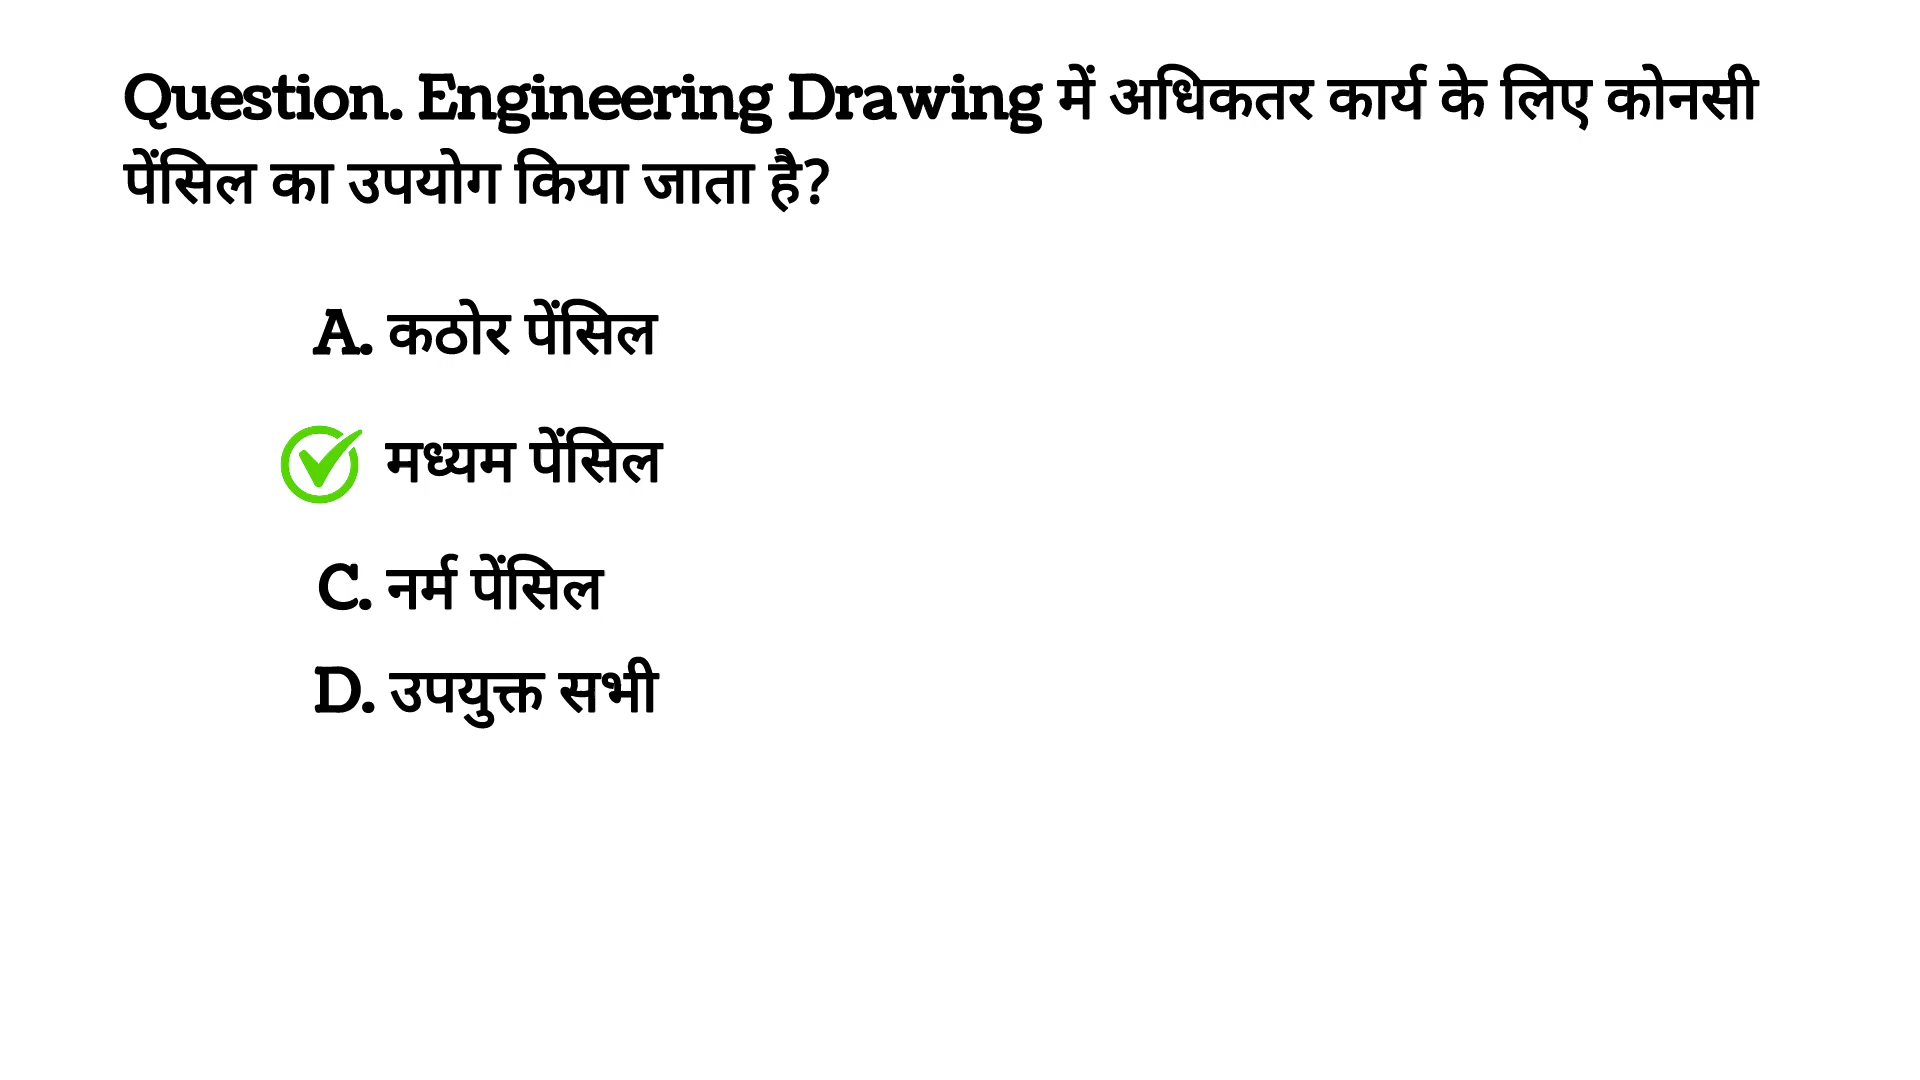 Question. Engineering Drawing में अधिकतर कार्य के लिए कोनसी
पेंसिल का उपयोग किया जाता है?
A. कठोर पेंसिल
मध्यम पेंसिल
C. नर्म पेंसिल
D. उपयुक्त सभी